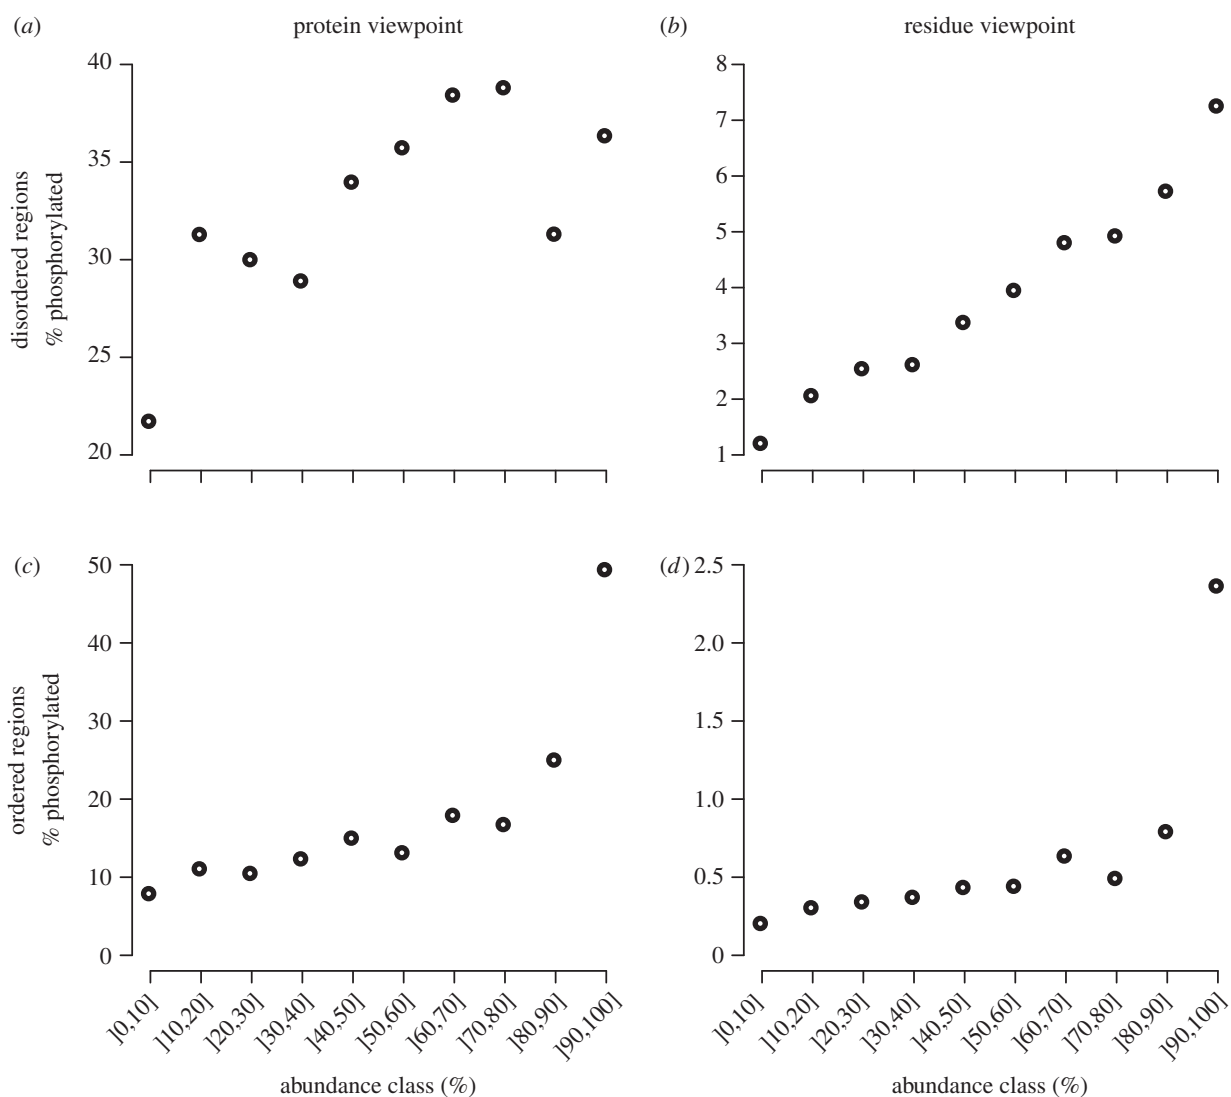 (a) protein viewpoint
(b) residue viewpoint
disordered regions
% phosphorylated
40
35
30
25
20
8
7
6
5
4
3
2
1
(c)
(d)
ordered regions
% phosphorylated
50
40
30
20
10
0
2.5
2.0
1.5
1.0
0.5
0
]0,10] ]10,20] ]20,30] ]30,40] ]40,50] ]50,60] ]60,70] ]70,80] ]80,90] ]90,100]
abundance class (%)
]0,10] ]10,20] ]20,30] ]30,40] ]40,50] ]50,60] ]60,70] ]70,80] ]80,90] ]90,100]
abundance class (%)